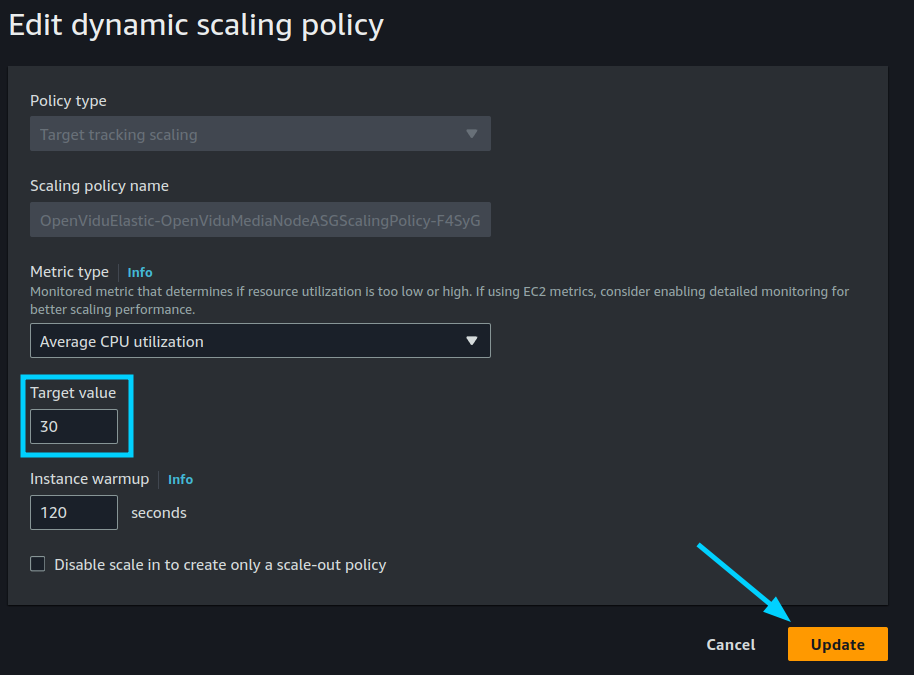 Edit dynamic scaling policy
Policy type
Target tracking scaling
Scaling policy name
OpenViduElastic-OpenViduMediaNodeASGScalingPolicy-F4SyG
Metric type Info
Monitored metric that determines if resource utilization is too low or high. If using EC2 metrics, consider enabling detailed monitoring for
better scaling performance.
Average CPU utilization
Target value
30
Instance warmup Info
120 seconds
Disable scale in to create only a scale-out policy
Cancel Update